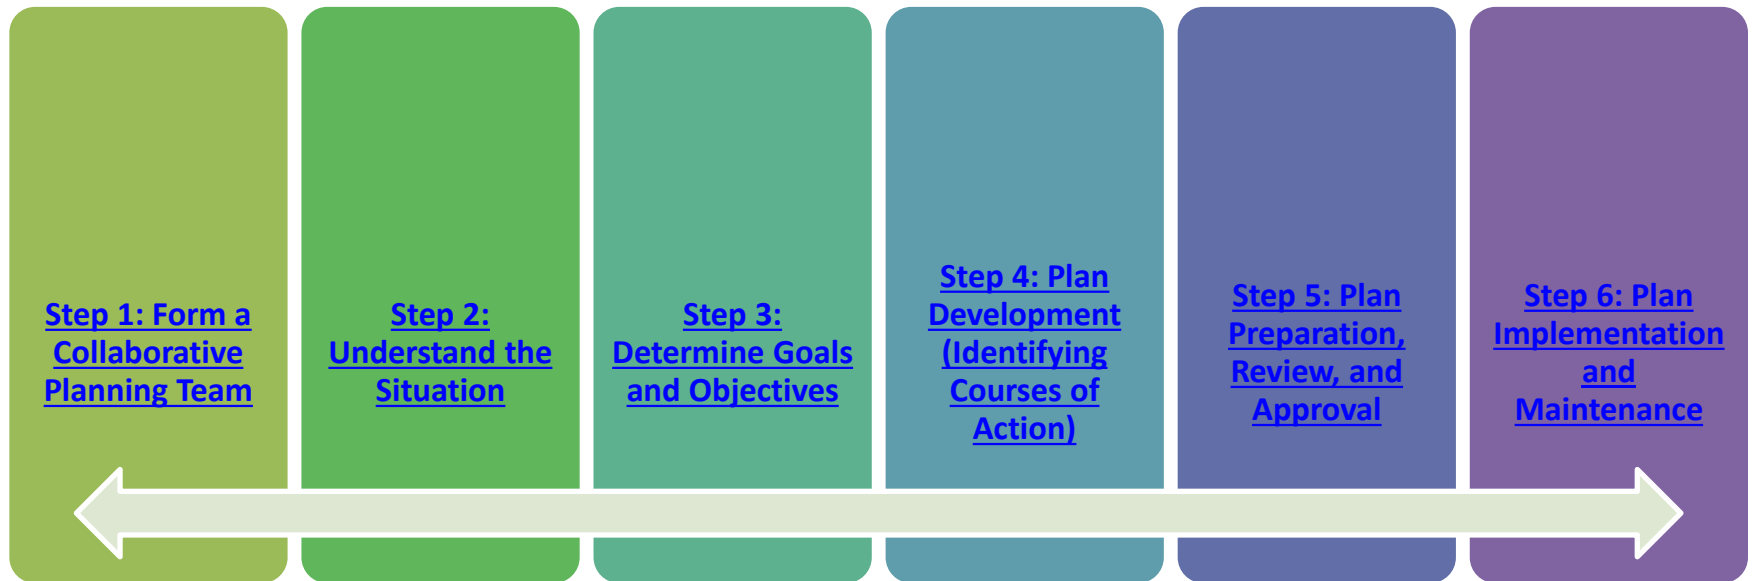 Step 1: Form a
Collaborative
Planning Team
Step 2:
Understand the
Situation
Step 3:
Determine Goals
and Objectives
Step 4: Plan
Development
(Identifying
Courses of
Action)
Step 5: Plan
Preparation,
Review, and
Approval
Step 6: Plan
Implementation
and
Maintenance